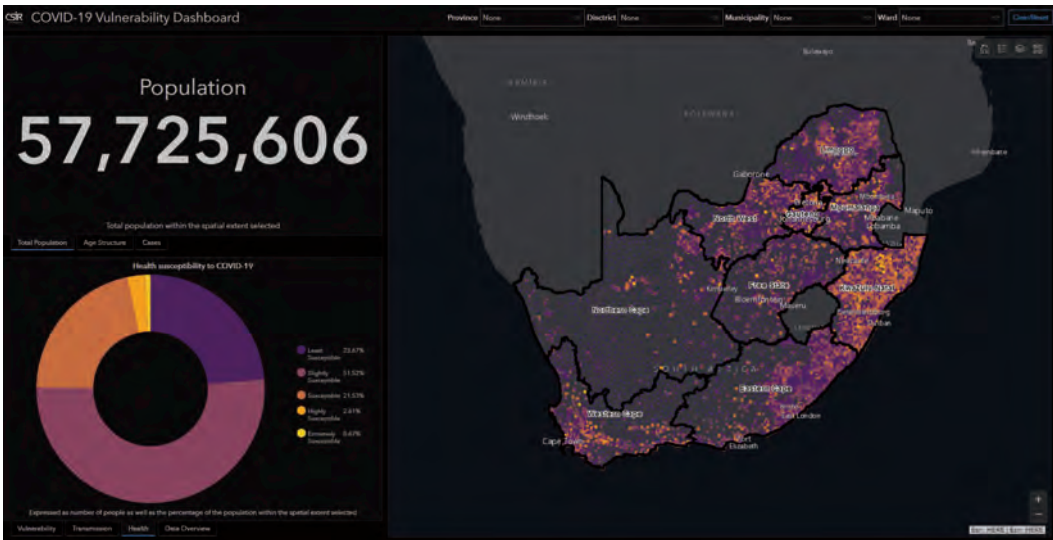 CSIR COVID-19 Vulnerability Dashboard
Province None
District None
Municipality None
Ward None
Population
57,725,606
Total population within the spatial extent selected
Total Population Age Structure Cases
Health susceptibility to COVID-19
Least Susceptible 23.67%
Slightly Susceptible 51.52%
Susceptible 21.53%
Highly Susceptible 2.61%
Extremely Susceptible 0.67%
Expressed as number of people as well as the percentage of the population within the spatial extent selected
Vulnerability Transmission Health Data Overview
Bulawayo
NAMIBIA
Windhoek
BOTSWANA
Limpopo
Gaborone
North West
Gauteng
Mpumalanga
Mbabane
Lobamba
Maputo
Kimberley
Free State
Bloemfontein
Maseru
Northern Cape
SOUTH AFRICA
Eastern Cape
East London
Western Cape
Cape Town
Port Elizabeth
Durban
+
−